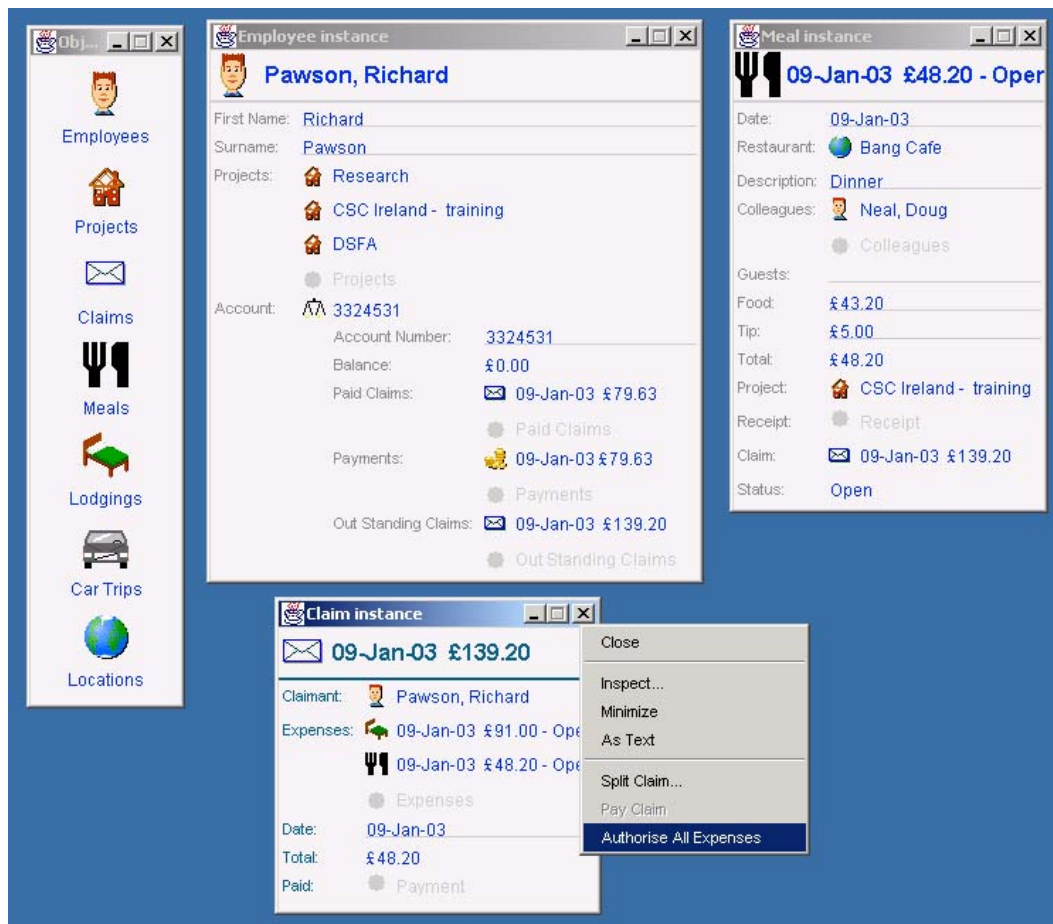 Obj...
Employees
Projects
Claims
Meals
Lodgings
Car Trips
Locations
Employee instance
Pawson, Richard
First Name: Richard
Surname: Pawson
Projects: Research
CSC Ireland - training
DSFA
Projects
Account: 3324531
Account Number: 3324531
Balance: £0.00
Paid Claims: 09-Jan-03 £79.63
Paid Claims
Payments: 09-Jan-03 £79.63
Payments
Out Standing Claims: 09-Jan-03 £139.20
Out Standing Claims
Meal instance
09-Jan-03 £48.20 - Oper
Date: 09-Jan-03
Restaurant: Bang Cafe
Description: Dinner
Colleagues: Neal, Doug
Colleagues
Guests:
Food: £43.20
Tip: £5.00
Total: £48.20
Project: CSC Ireland - training
Receipt: Receipt
Claim: 09-Jan-03 £139.20
Status: Open
Claim instance
09-Jan-03 £139.20
Claimant: Pawson, Richard
Expenses: 09-Jan-03 £91.00 - Ope
09-Jan-03 £48.20 - Ope
Expenses
Date: 09-Jan-03
Total: £48.20
Paid: Payment
Close
Inspect...
Minimize
As Text
Split Claim...
Pay Claim
Authorise All Expenses